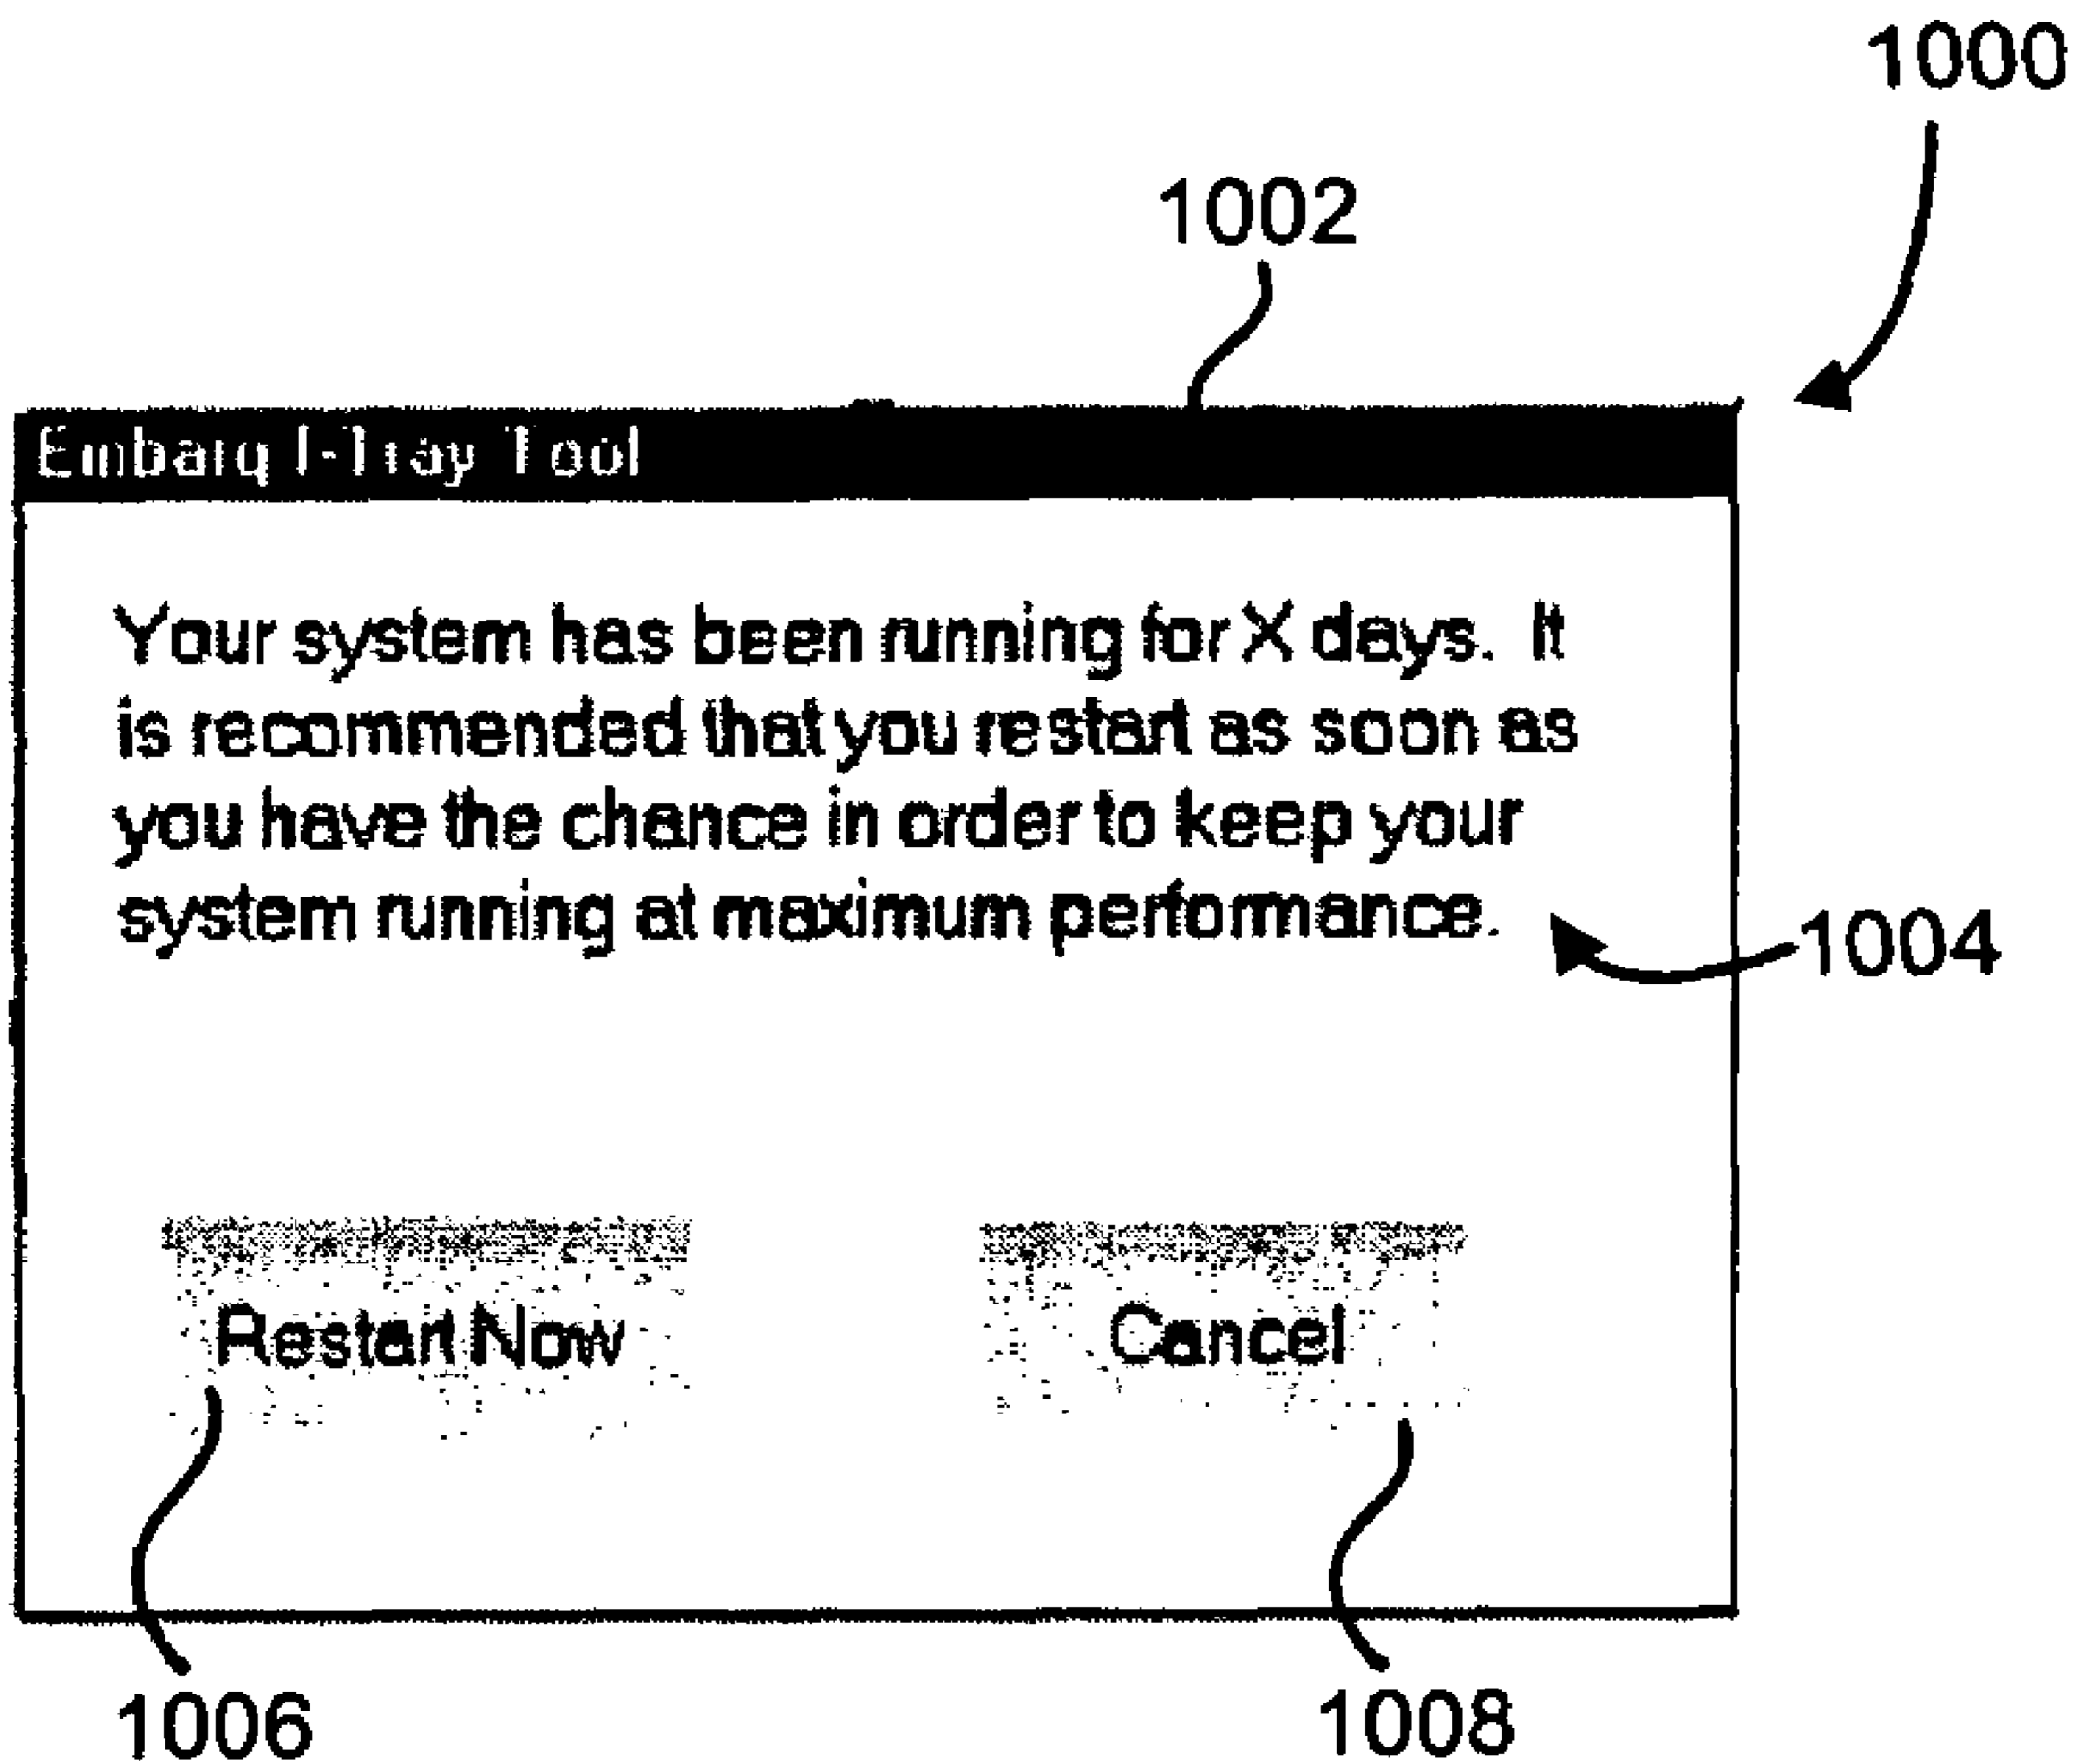 1000
1002
Embarq I-Tray Tool
Your system has been running for X days. It
is recommended that you restart as soon as
you have the chance in order to keep your
system running at maximum performance.
1004
Restart Now Cancel
1006 1008